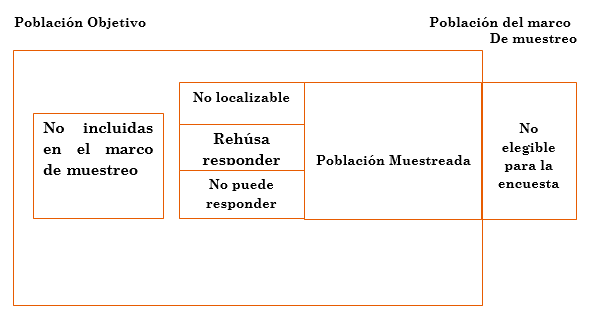 Población Objetivo
Población del marco
De muestreo
No incluidas
en el marco
de muestreo
No localizable
Rehúsa
responder
No puede
responder
Población Muestreada
No
elegible
para la
encuesta